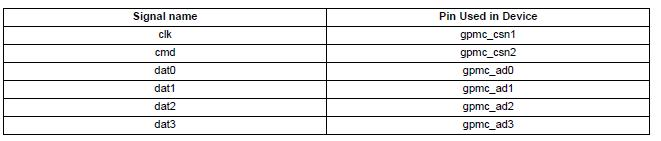 Signal name Pin Used in Device
clk gpmc_csn1
cmd gpmc_csn2
dat0 gpmc_ad0
dat1 gpmc_ad1
dat2 gpmc_ad2
dat3 gpmc_ad3